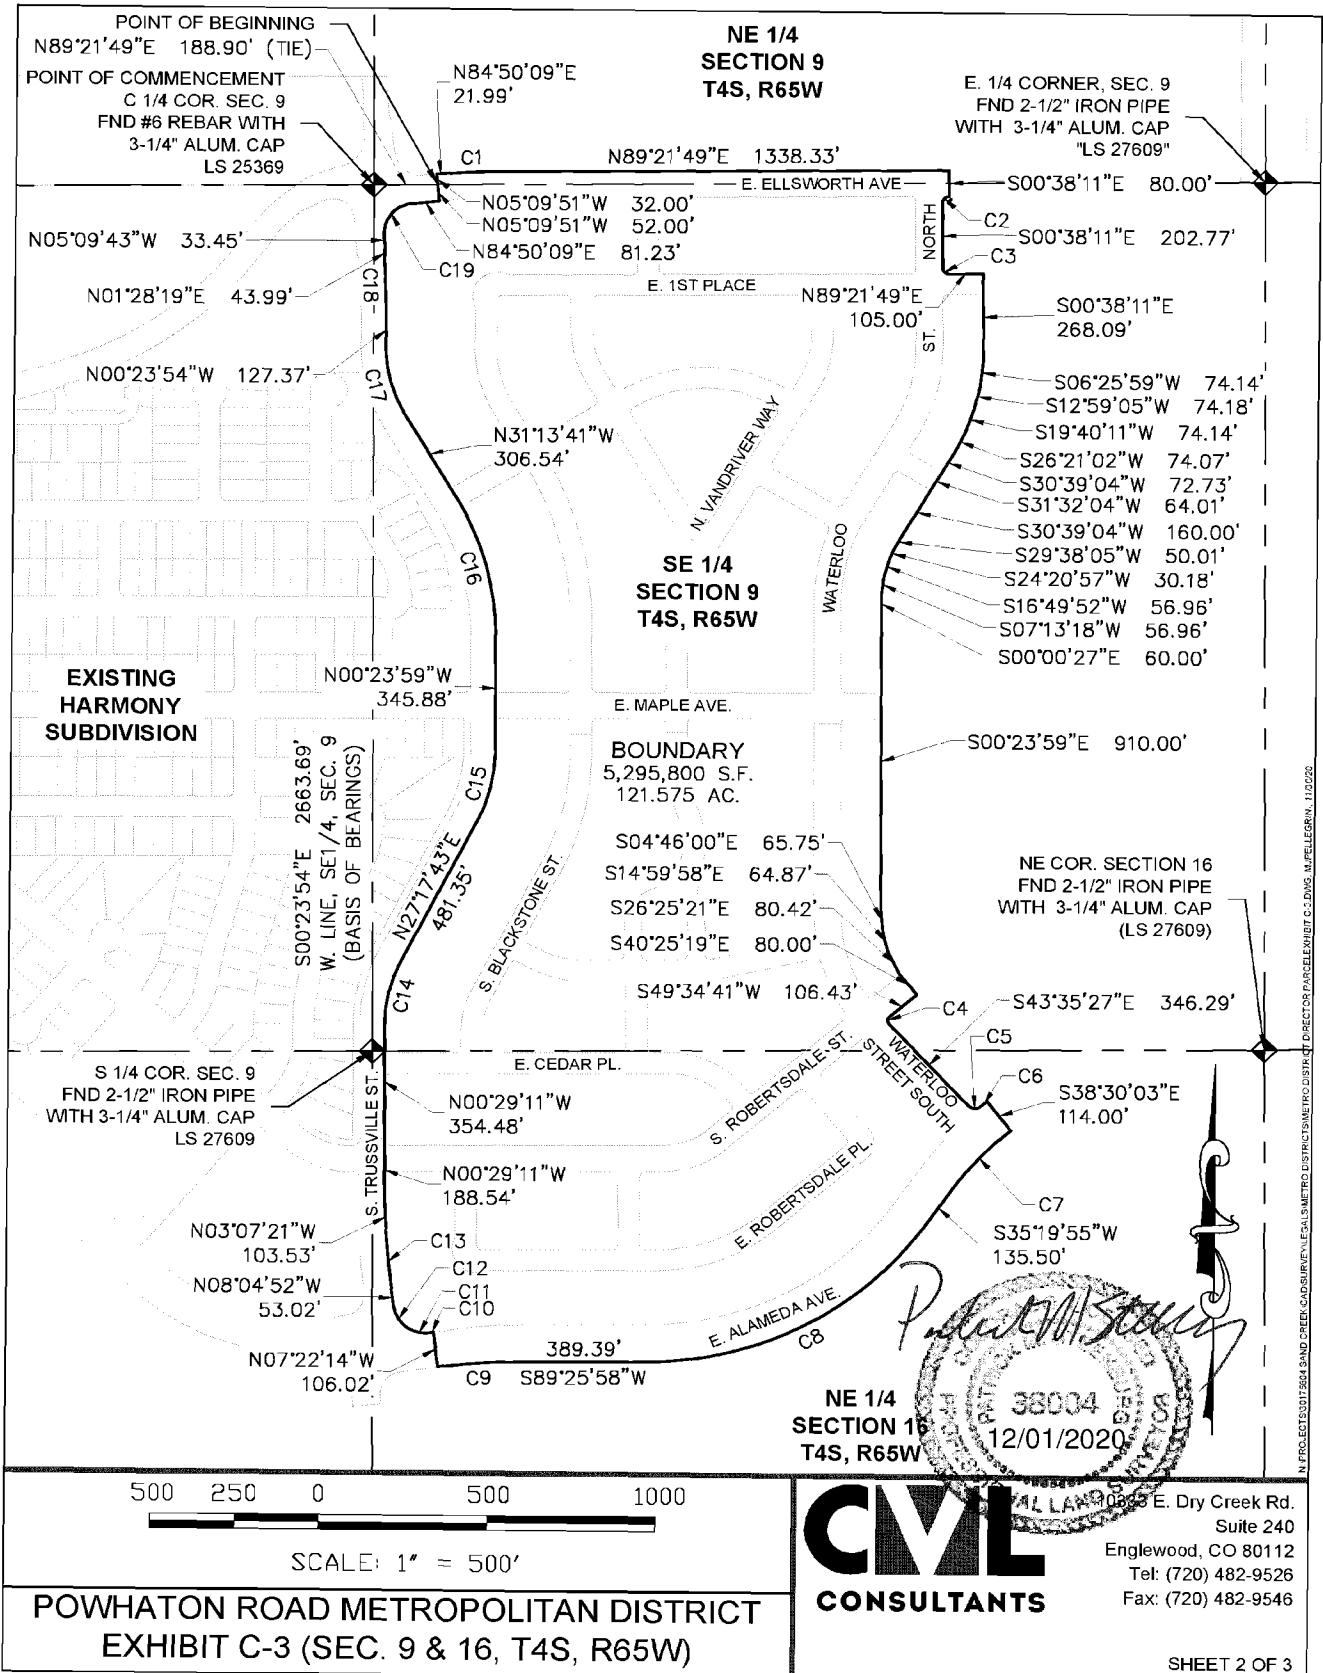 POINT OF BEGINNING
N89°21'49"E 188.90' (TIE)
POINT OF COMMENCEMENT
C 1/4 COR. SEC. 9
FND #6 REBAR WITH
3-1/4" ALUM. CAP
LS 25369
N84°50'09"E
21.99'
NE 1/4
SECTION 9
T4S, R65W
E. 1/4 CORNER, SEC. 9
FND 2-1/2" IRON PIPE
WITH 3-1/4" ALUM. CAP
"LS 27609"
C1
N89°21'49"E 1338.33'
E. ELLSWORTH AVE
S00°38'11"E 80.00'
N05°09'51"W 32.00'
N05°09'51"W 52.00'
N84°50'09"E 81.23'
C19
N05°09'43"W 33.45'
N01°28'19"E 43.99'
C18
NORTH
C2
S00°38'11"E 202.77'
C3
E. 1ST PLACE
N89°21'49"E
105.00'
S00°38'11"E
268.09'
ST.
N00°23'54"W 127.37'
C17
S06°25'59"W 74.14'
S12°59'05"W 74.18'
S19°40'11"W 74.14'
S26°21'02"W 74.07'
S30°39'04"W 72.73'
S31°32'04"W 64.01'
S30°39'04"W 160.00'
S29°38'05"W 50.01'
S24°20'57"W 30.18'
S16°49'52"W 56.96'
S07°13'18"W 56.96'
S00°00'27"E 60.00'
N31°13'41"W
306.54'
N. VANDRIVER WAY
C16
WATERLOO
SE 1/4
SECTION 9
T4S, R65W
EXISTING
HARMONY
SUBDIVISION
N00°23'59"W
345.88'
E. MAPLE AVE.
BOUNDARY
5,295,800 S.F.
121.575 AC.
S00°23'59"E 910.00'
S00°23'54"E 2663.69'
W. LINE, SE1/4, SEC. 9
(BASIS OF BEARINGS)
C15
N27°17'43"E
481.35'
S. BLACKSTONE ST.
C14
S04°46'00"E 65.75'
S14°59'58"E 64.87'
S26°25'21"E 80.42'
S40°25'19"E 80.00'
S49°34'41"W 106.43'
NE COR. SECTION 16
FND 2-1/2" IRON PIPE
WITH 3-1/4" ALUM. CAP
(LS 27609)
C4
S43°35'27"E 346.29'
C5
C6
S38°30'03"E
114.00'
WATERLOO
STREET SOUTH
S 1/4 COR. SEC. 9
FND 2-1/2" IRON PIPE
WITH 3-1/4" ALUM. CAP
LS 27609
E. CEDAR PL.
S. ROBERTSDALE ST.
E. ROBERTSDALE PL.
S. TRUSSVILLE ST.
N00°29'11"W
354.48'
N00°29'11"W
188.54'
N03°07'21"W
103.53'
N08°04'52"W
53.02'
C13
C12
C11
C10
C7
S35°19'55"W
135.50'
N07°22'14"W
106.02'
389.39'
C9 S89°25'58"W
E. ALAMEDA AVE.
C8
NE 1/4
SECTION 16
T4S, R65W
38004
12/01/2020
PROFESSIONAL LAND SURVEYOR
500 250 0 500 1000
SCALE: 1" = 500'
POWHATON ROAD METROPOLITAN DISTRICT
EXHIBIT C-3 (SEC. 9 & 16, T4S, R65W)
CVL
CONSULTANTS
E. Dry Creek Rd.
Suite 240
Englewood, CO 80112
Tel: (720) 482-9526
Fax: (720) 482-9546
SHEET 2 OF 3